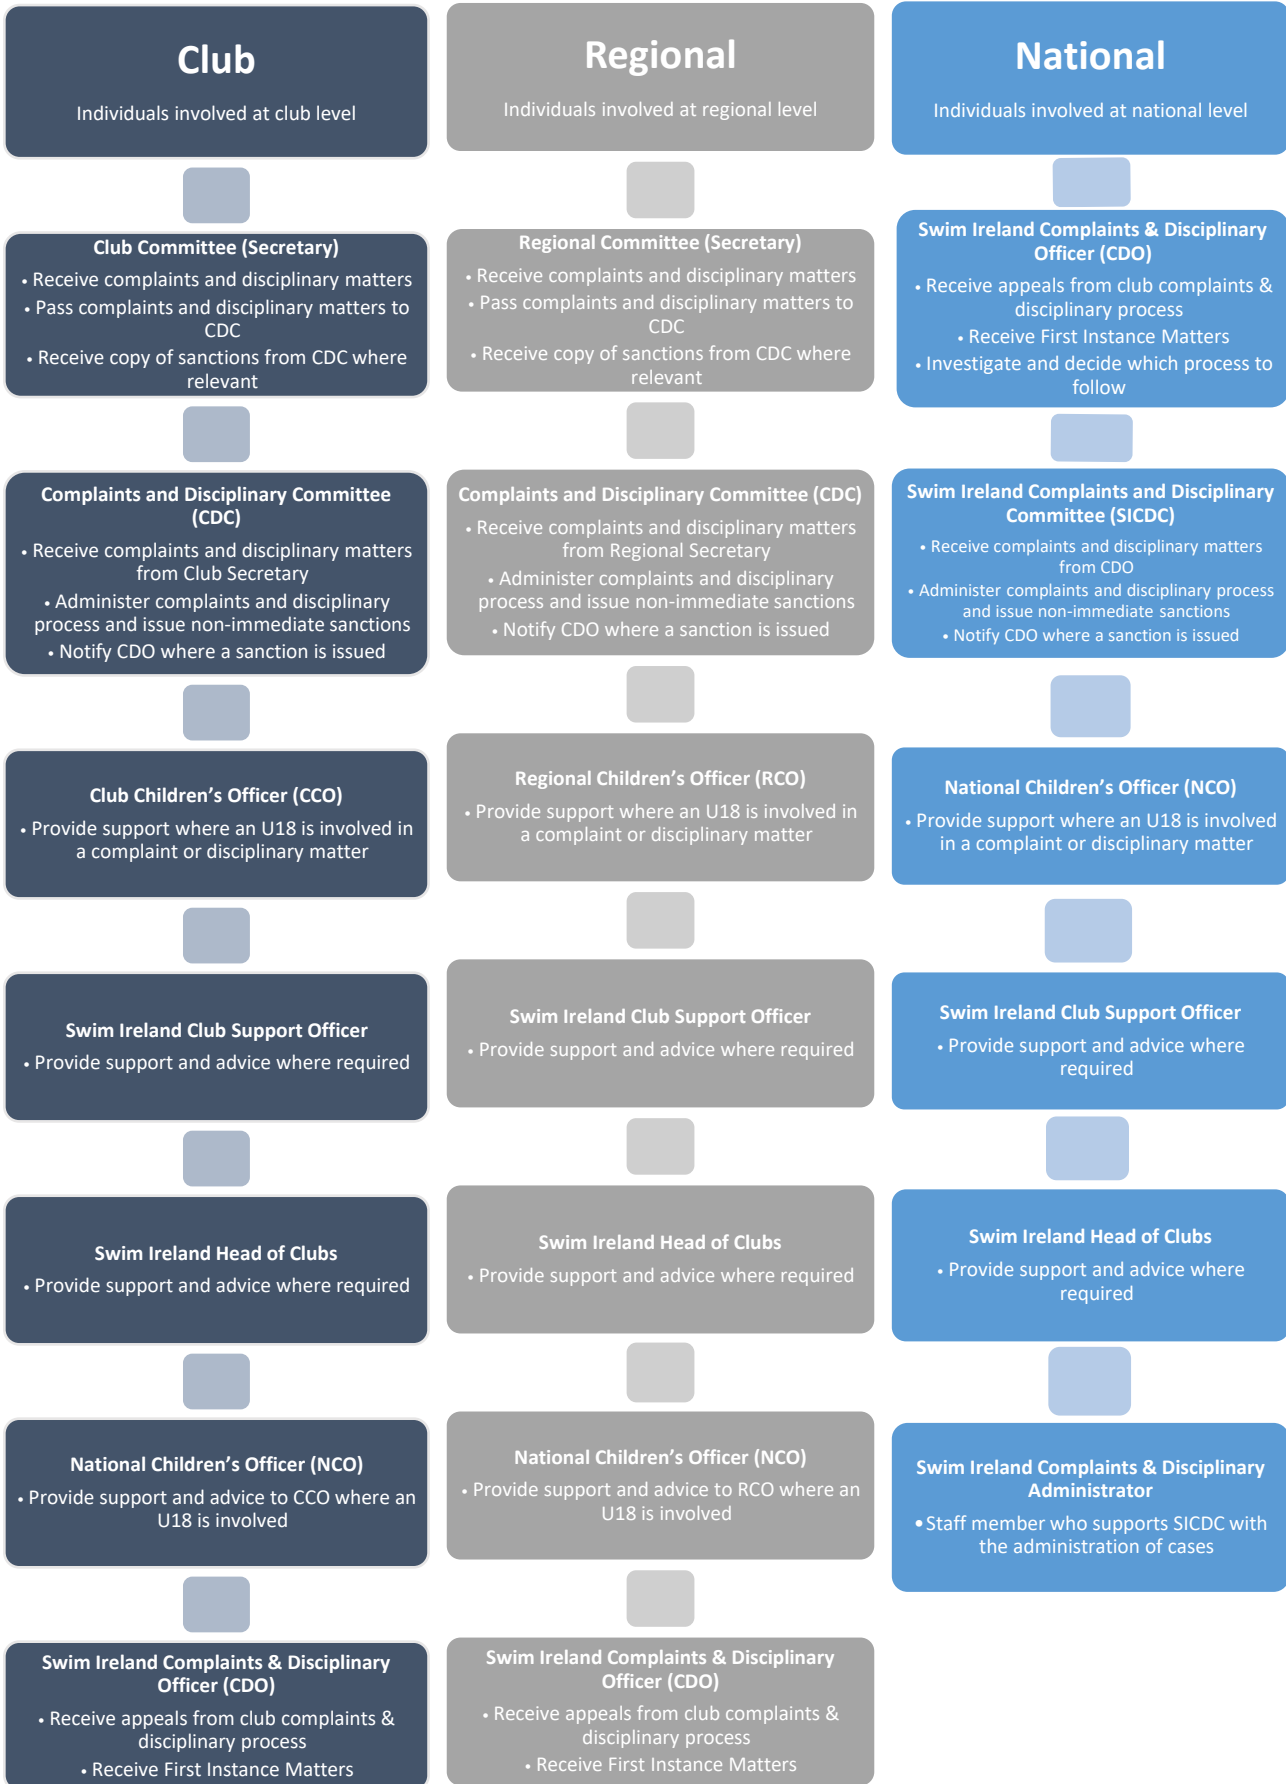 Club
Individuals involved at club level
Club Committee (Secretary)
• Receive complaints and disciplinary matters
• Pass complaints and disciplinary matters to
CDC
• Receive copy of sanctions from CDC where
relevant
Complaints and Disciplinary Committee
(CDC)
• Receive complaints and disciplinary matters
from Club Secretary
• Administer complaints and disciplinary
process and issue non-immediate sanctions
• Notify CDO where a sanction is issued
Club Children’s Officer (CCO)
• Provide support where an U18 is involved in
a complaint or disciplinary matter
Swim Ireland Club Support Officer
• Provide support and advice where required
Swim Ireland Head of Clubs
• Provide support and advice where required
National Children’s Officer (NCO)
• Provide support and advice to CCO where an
U18 is involved
Swim Ireland Complaints & Disciplinary
Officer (CDO)
• Receive appeals from club complaints &
disciplinary process
• Receive First Instance Matters
Regional
Individuals involved at regional level
Regional Committee (Secretary)
• Receive complaints and disciplinary matters
• Pass complaints and disciplinary matters to
CDC
• Receive copy of sanctions from CDC where
relevant
Complaints and Disciplinary Committee (CDC)
• Receive complaints and disciplinary matters
from Regional Secretary
• Administer complaints and disciplinary
process and issue non-immediate sanctions
• Notify CDO where a sanction is issued
Regional Children’s Officer (RCO)
• Provide support where an U18 is involved in
a complaint or disciplinary matter
Swim Ireland Club Support Officer
• Provide support and advice where required
Swim Ireland Head of Clubs
• Provide support and advice where required
National Children’s Officer (NCO)
• Provide support and advice to RCO where an
U18 is involved
Swim Ireland Complaints & Disciplinary
Officer (CDO)
• Receive appeals from club complaints &
disciplinary process
• Receive First Instance Matters
National
Individuals involved at national level
Swim Ireland Complaints & Disciplinary
Officer (CDO)
• Receive appeals from club complaints &
disciplinary process
• Receive First Instance Matters
• Investigate and decide which process to
follow
Swim Ireland Complaints and Disciplinary
Committee (SICDC)
• Receive complaints and disciplinary matters
from CDO
• Administer complaints and disciplinary process
and issue non-immediate sanctions
• Notify CDO where a sanction is issued
National Children’s Officer (NCO)
• Provide support where an U18 is involved
in a complaint or disciplinary matter
Swim Ireland Club Support Officer
• Provide support and advice where
required
Swim Ireland Head of Clubs
• Provide support and advice where
required
Swim Ireland Complaints & Disciplinary
Administrator
• Staff member who supports SICDC with
the administration of cases